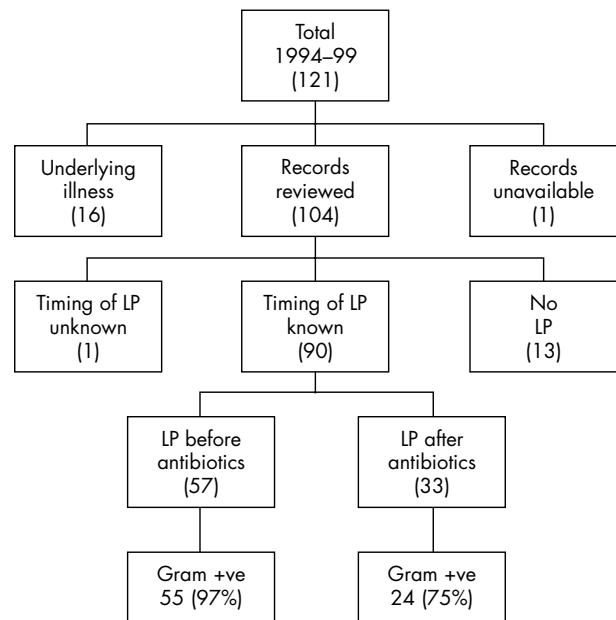 Total
1994–99
(121)
Underlying
illness
(16)
Records
reviewed
(104)
Records
unavailable
(1)
Timing of LP
unknown
(1)
Timing of LP
known
(90)
No
LP
(13)
LP before
antibiotics
(57)
LP after
antibiotics
(33)
Gram +ve
55 (97%)
Gram +ve
24 (75%)